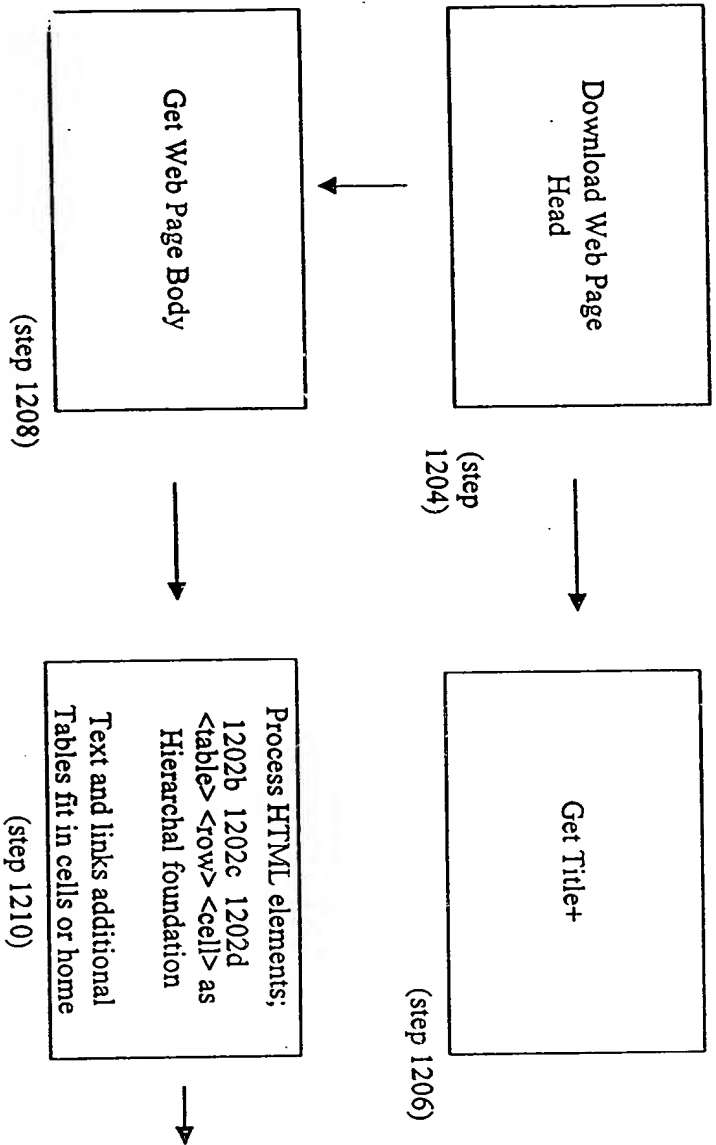 Download Web Page
Head
(step
1204)
Get Title+
(step 1206)
Get Web Page Body
(step 1208)
Process HTML elements;
1202b 1202c 1202d
<table> <row> <cell> as
Hierarchal foundation
Text and links additional
Tables fit in cells or home
(step 1210)